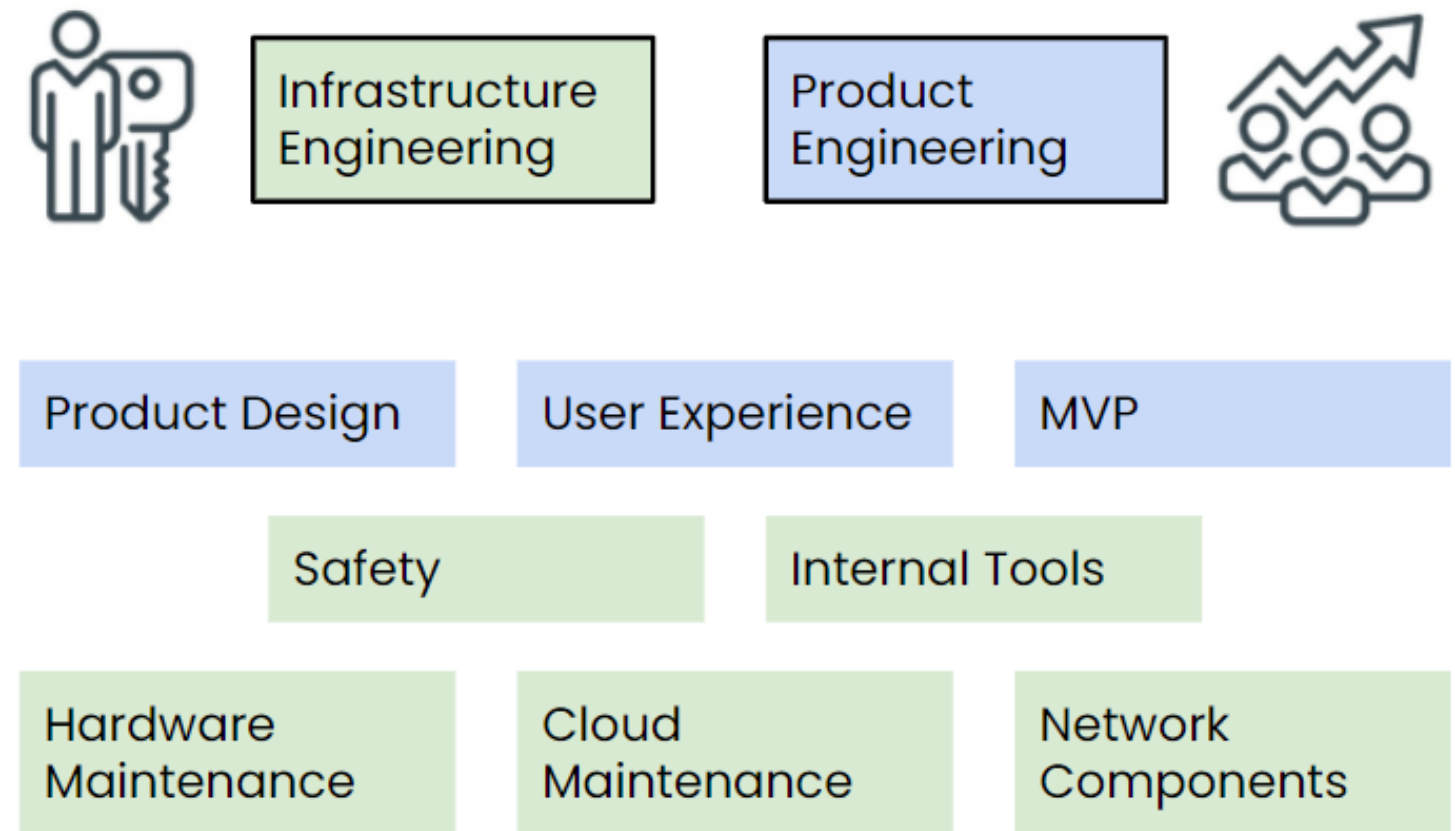 Infrastructure
Engineering
Product
Engineering
Product Design
User Experience
MVP
Safety
Internal Tools
Hardware
Maintenance
Cloud
Maintenance
Network
Components